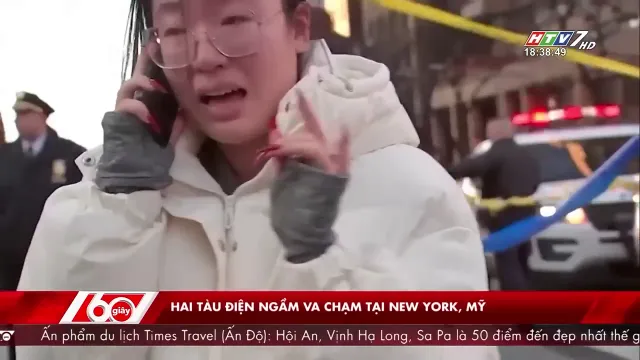 HTV7 HD
18:38:49
60 giây
HAI TÀU ĐIỆN NGẦM VA CHẠM TẠI NEW YORK, MỸ
Ấn phẩm du lịch Times Travel (Ấn Độ): Hội An, Vịnh Hạ Long, Sa Pa là 50 điểm đến đẹp nhất thế g